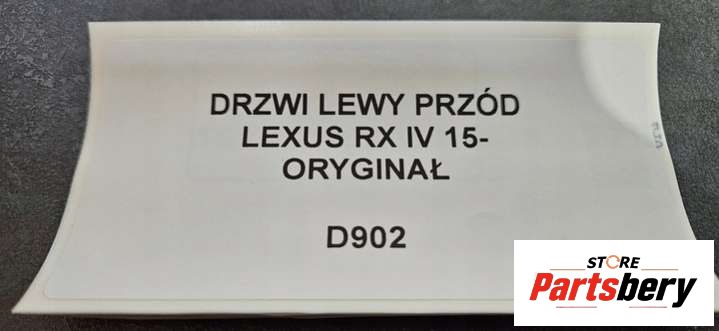 DRZWI LEWY PRZÓD
LEXUS RX IV 15-
ORYGINAŁ
D902
STORE
Partsbery